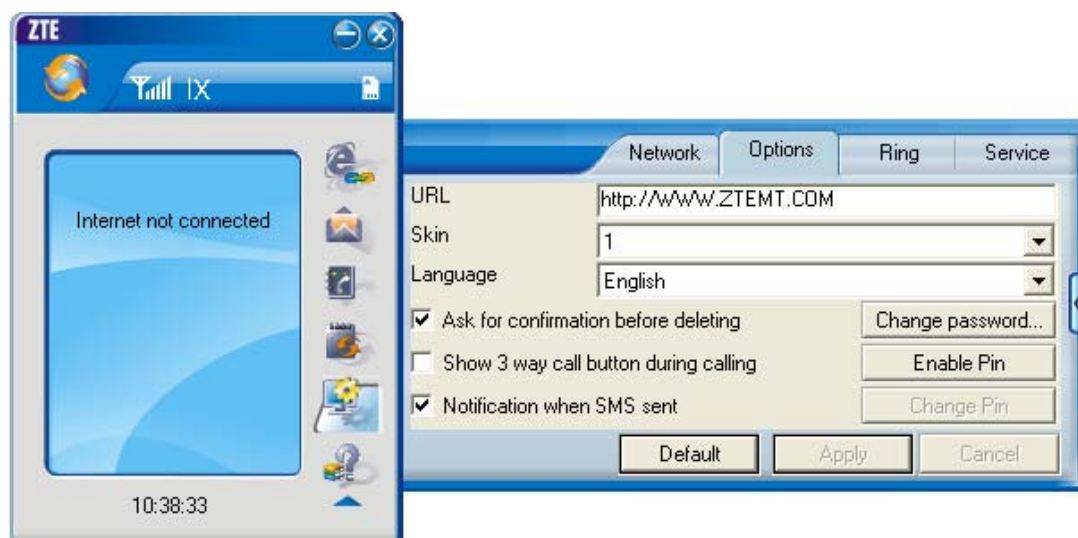 ZTE
1X
Internet not connected
10:38:33
Network Options Ring Service
URL http://WWW.ZTEMT.COM
Skin 1
Language English
Ask for confirmation before deleting Change password...
Show 3 way call button during calling Enable Pin
Notification when SMS sent Change Pin
Default Apply Cancel